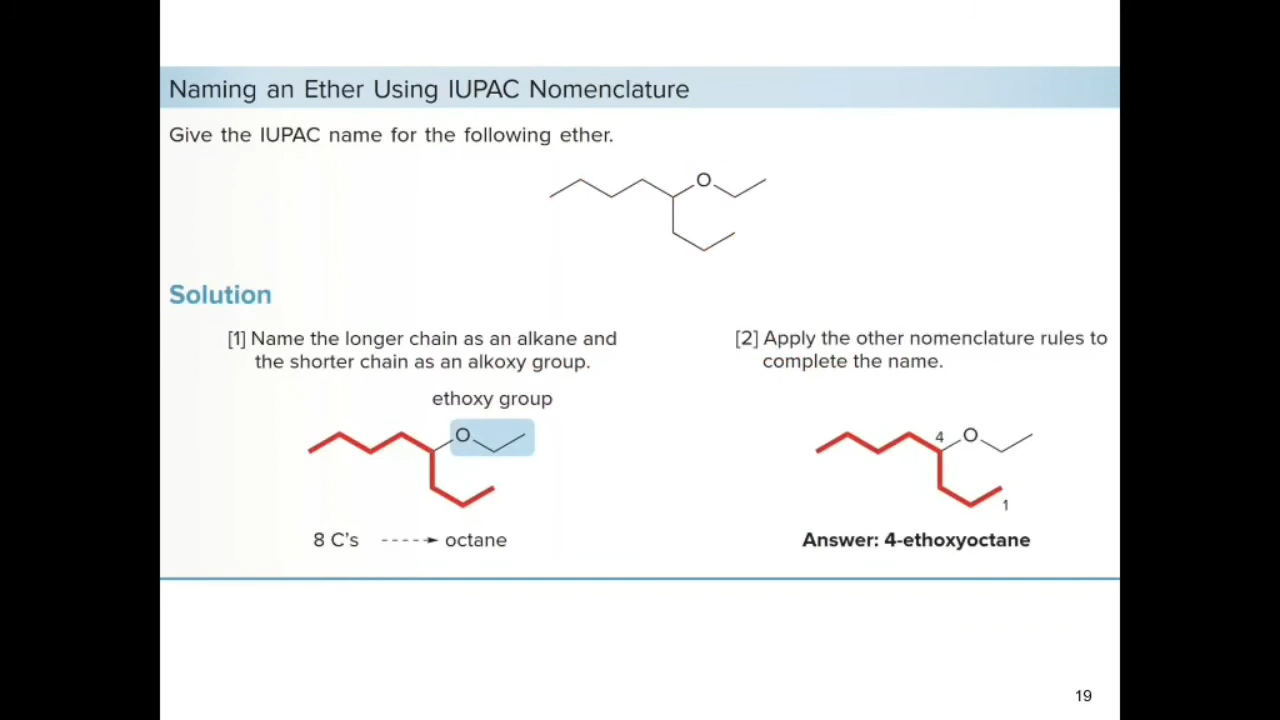 Naming an Ether Using IUPAC Nomenclature
Give the IUPAC name for the following ether.
O
Solution
[1] Name the longer chain as an alkane and
the shorter chain as an alkoxy group.
ethoxy group
O
8 C's
octane
[2] Apply the other nomenclature rules to
complete the name.
4 O
1
Answer: 4-ethoxyoctane
19